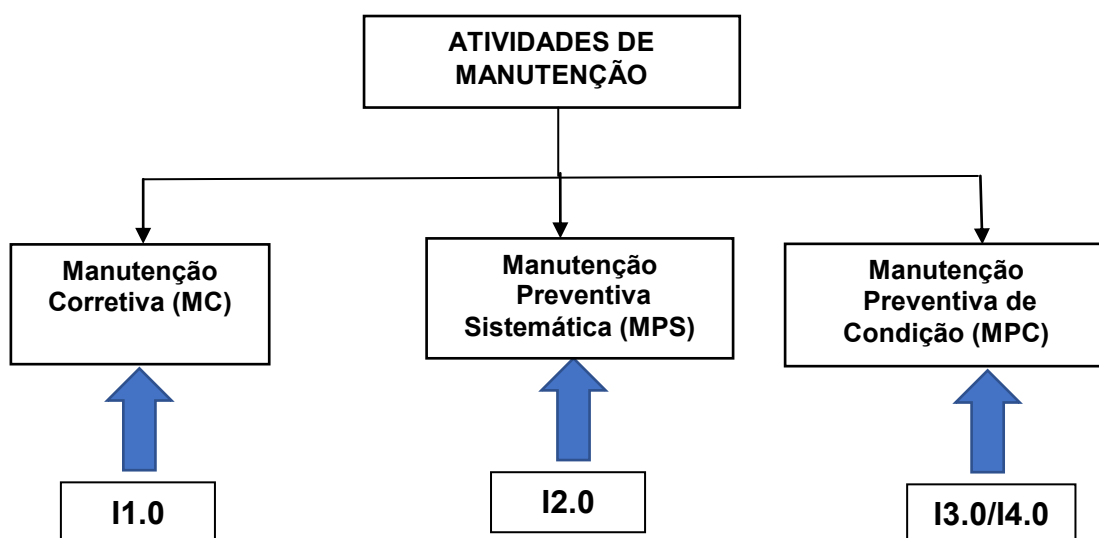 ATIVIDADES DE
MANUTENÇÃO
Manutenção
Corretiva (MC)
Manutenção
Preventiva
Sistemática (MPS)
Manutenção
Preventiva de
Condição (MPC)
I1.0
I2.0
I3.0/I4.0